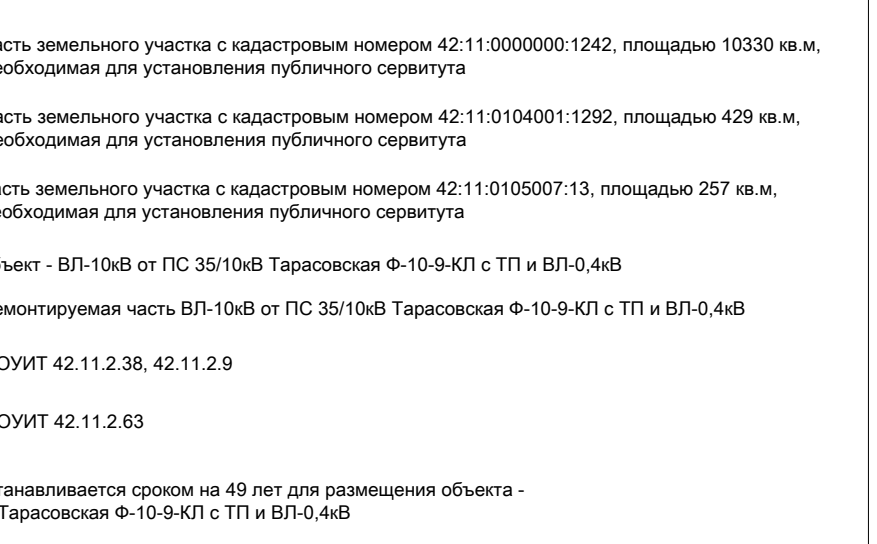 асть земельного участка с кадастровым номером 42:11:0000000:1242, площадью 10330 кв.м,
еобходимая для установления публичного сервитута
асть земельного участка с кадастровым номером 42:11:0104001:1292, площадью 429 кв.м,
еобходимая для установления публичного сервитута
асть земельного участка с кадастровым номером 42:11:0105007:13, площадью 257 кв.м,
еобходимая для установления публичного сервитута
бъект - ВЛ-10кВ от ПС 35/10кВ Тарасовская Ф-10-9-КЛ с ТП и ВЛ-0,4кВ
емонтируемая часть ВЛ-10кВ от ПС 35/10кВ Тарасовская Ф-10-9-КЛ с ТП и ВЛ-0,4кВ
ОУИТ 42.11.2.38, 42.11.2.9
ОУИТ 42.11.2.63
танавливается сроком на 49 лет для размещения объекта -
Тарасовская Ф-10-9-КЛ с ТП и ВЛ-0,4кВ